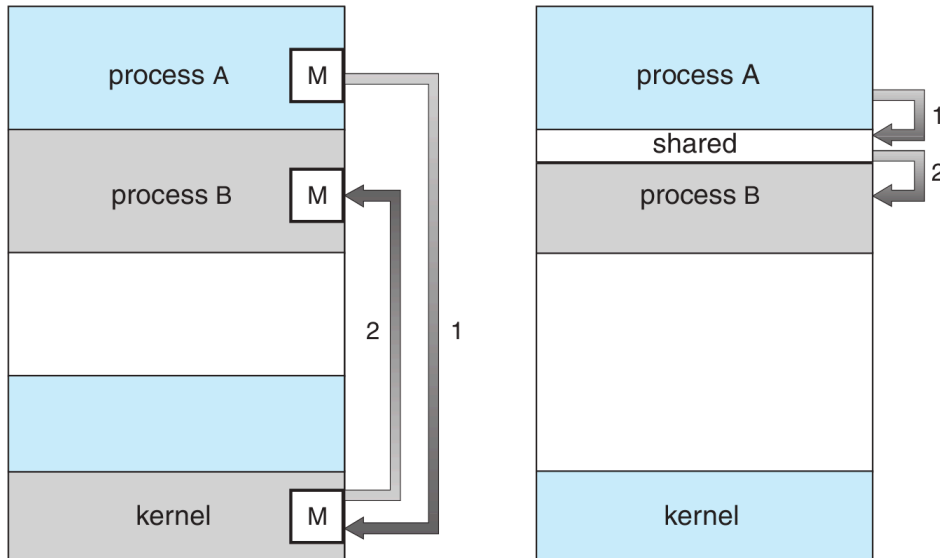 process A
M
process B
M
2
1
kernel
M
process A
1
shared
2
process B
kernel